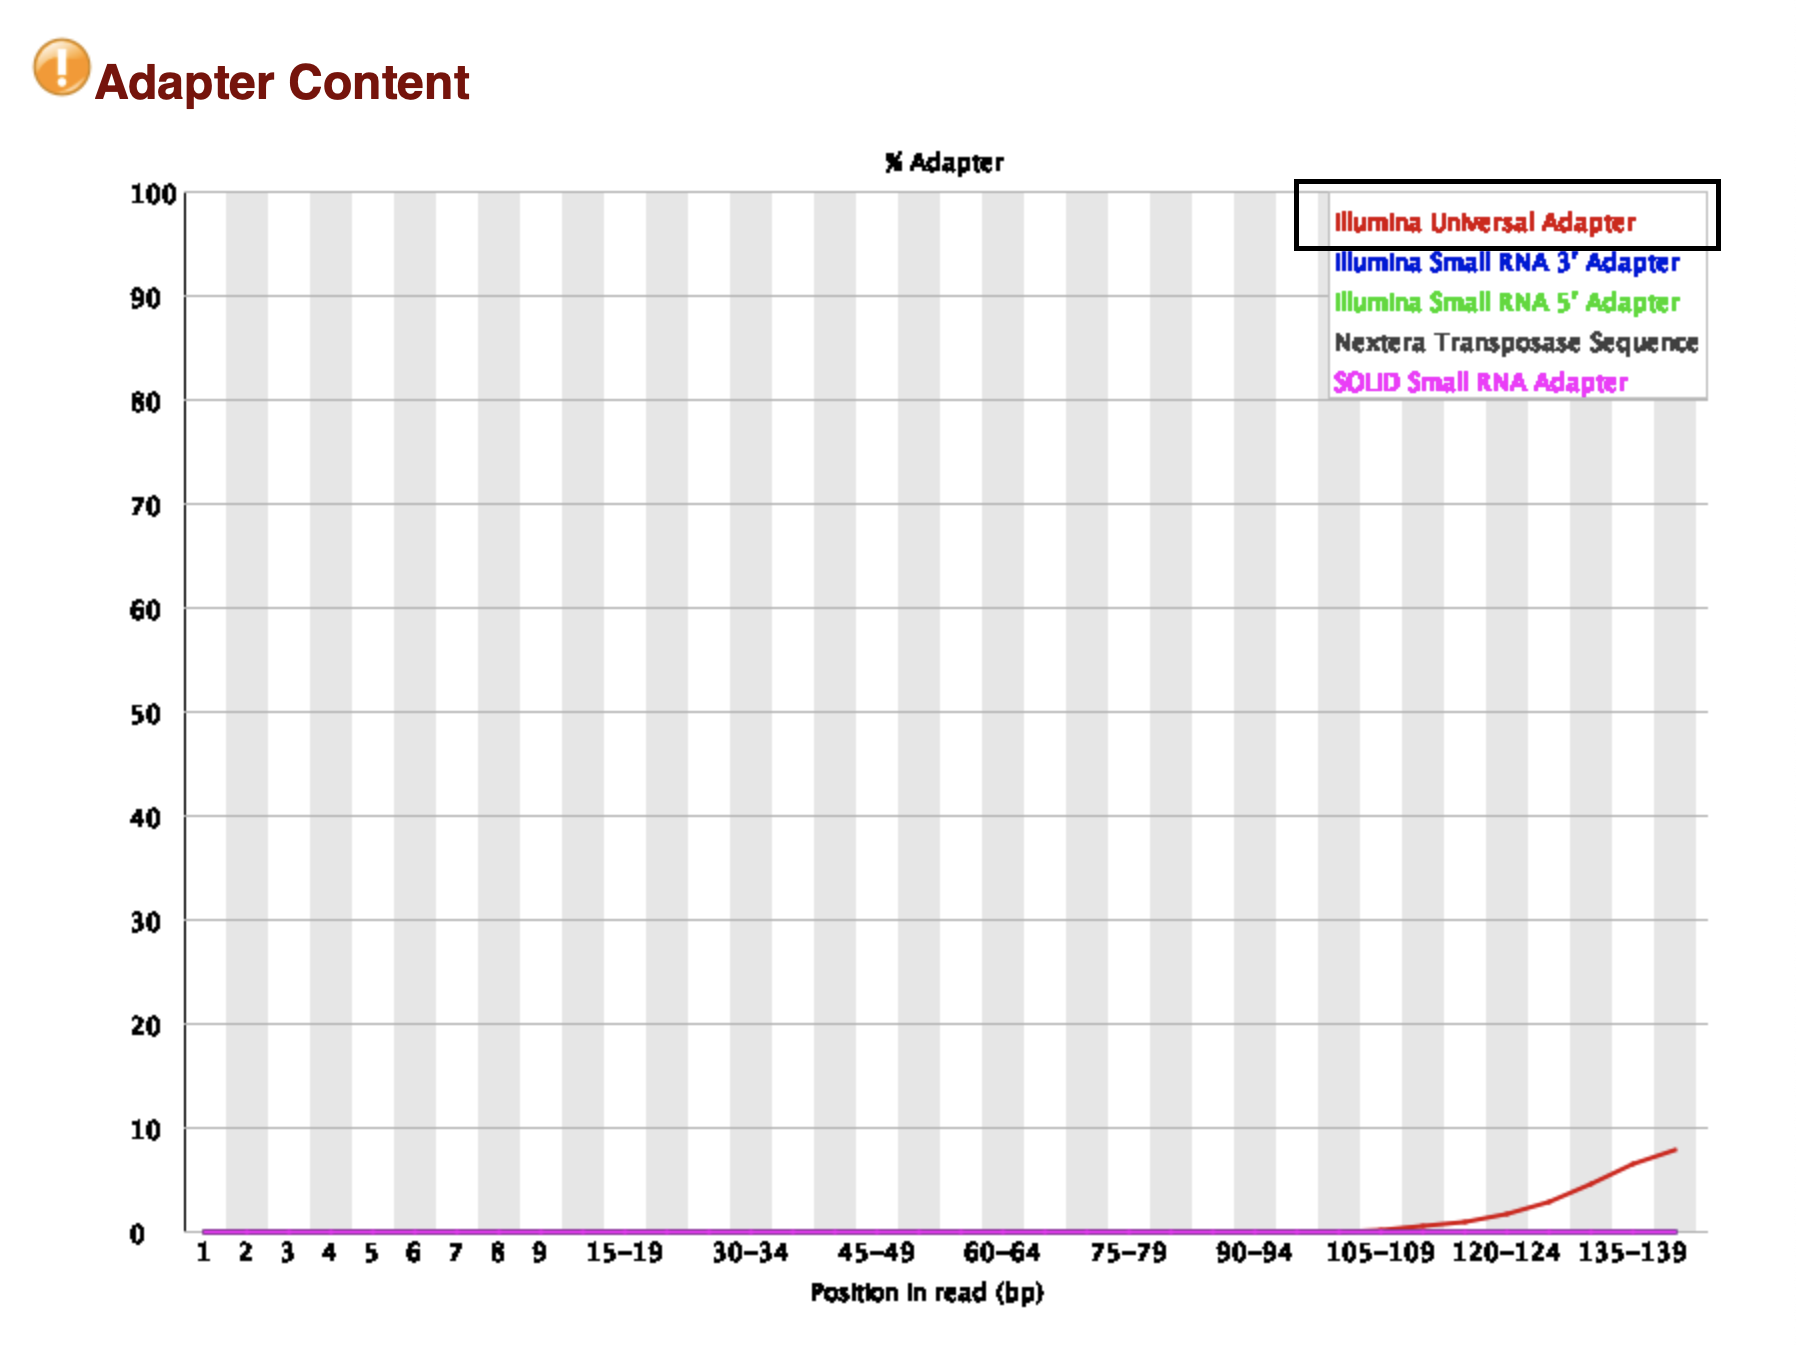 Adapter Content
% Adapter
100
Illumina Universal Adapter
Illumina Small RNA 3' Adapter
90
Illumina Small RNA 5' Adapter
Nextera Transposase Sequence
SOLID Small RNA Adapter
80
70
60
50
40
30
20
10
0
1 2 3 4 5 6 7 8 9 15-19 30-34 45-49 60-64 75-79 90-94 105-109 120-124 135-139
Position in read (bp)